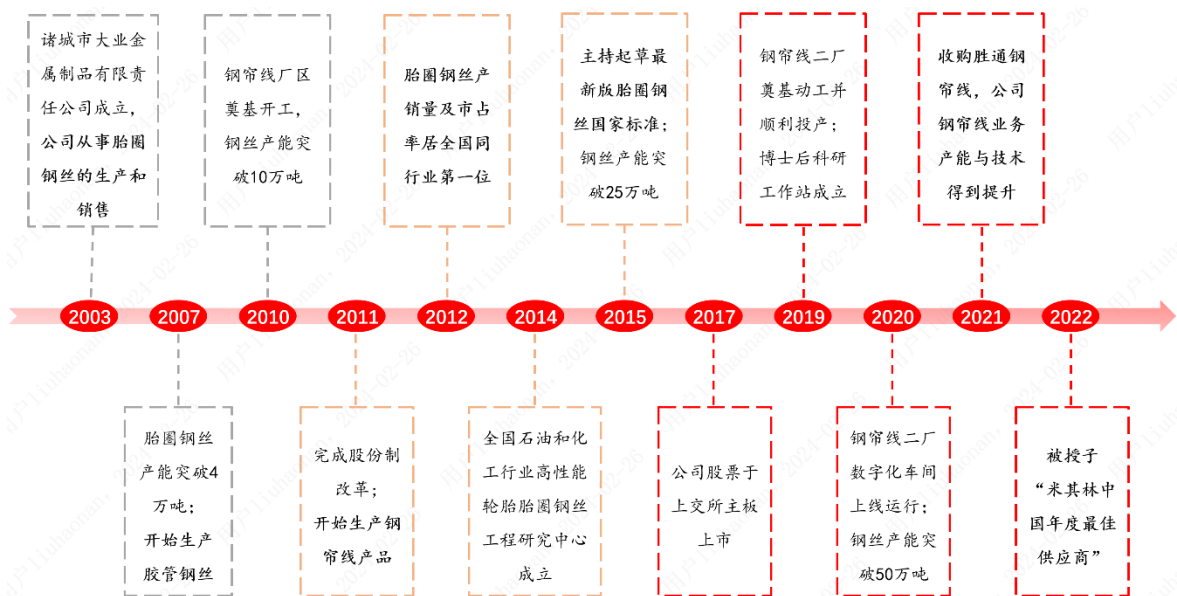 诸城市大业金
属制品有限责
任公司成立，
公司从事胎圈
钢丝的生产和
销售
钢帘线厂区
奠基开工，
钢丝产能突
破10万吨
胎圈钢丝产
销量及市占
率居全国同
行业第一位
主持起草最
新版胎圈钢
丝国家标准；
钢丝产能突
破25万吨
钢帘线二厂
奠基动工并
顺利投产；
博士后科研
工作站成立
收购胜通钢
帘线，公司
钢帘线业务
产能与技术
得到提升
2003
2007
2010
2011
2012
2014
2015
2017
2019
2020
2021
2022
胎圈钢丝
产能突破4
万吨；
开始生产
胶管钢丝
完成股份制
改革；
开始生产钢
帘线产品
全国石油和化
工行业高性能
轮胎胎圈钢丝
工程研究中心
成立
公司股票于
上交所主板
上市
钢帘线二厂
数字化车间
上线运行；
钢丝产能突
破50万吨
被授子
“米其林中
国年度最佳
供应商”